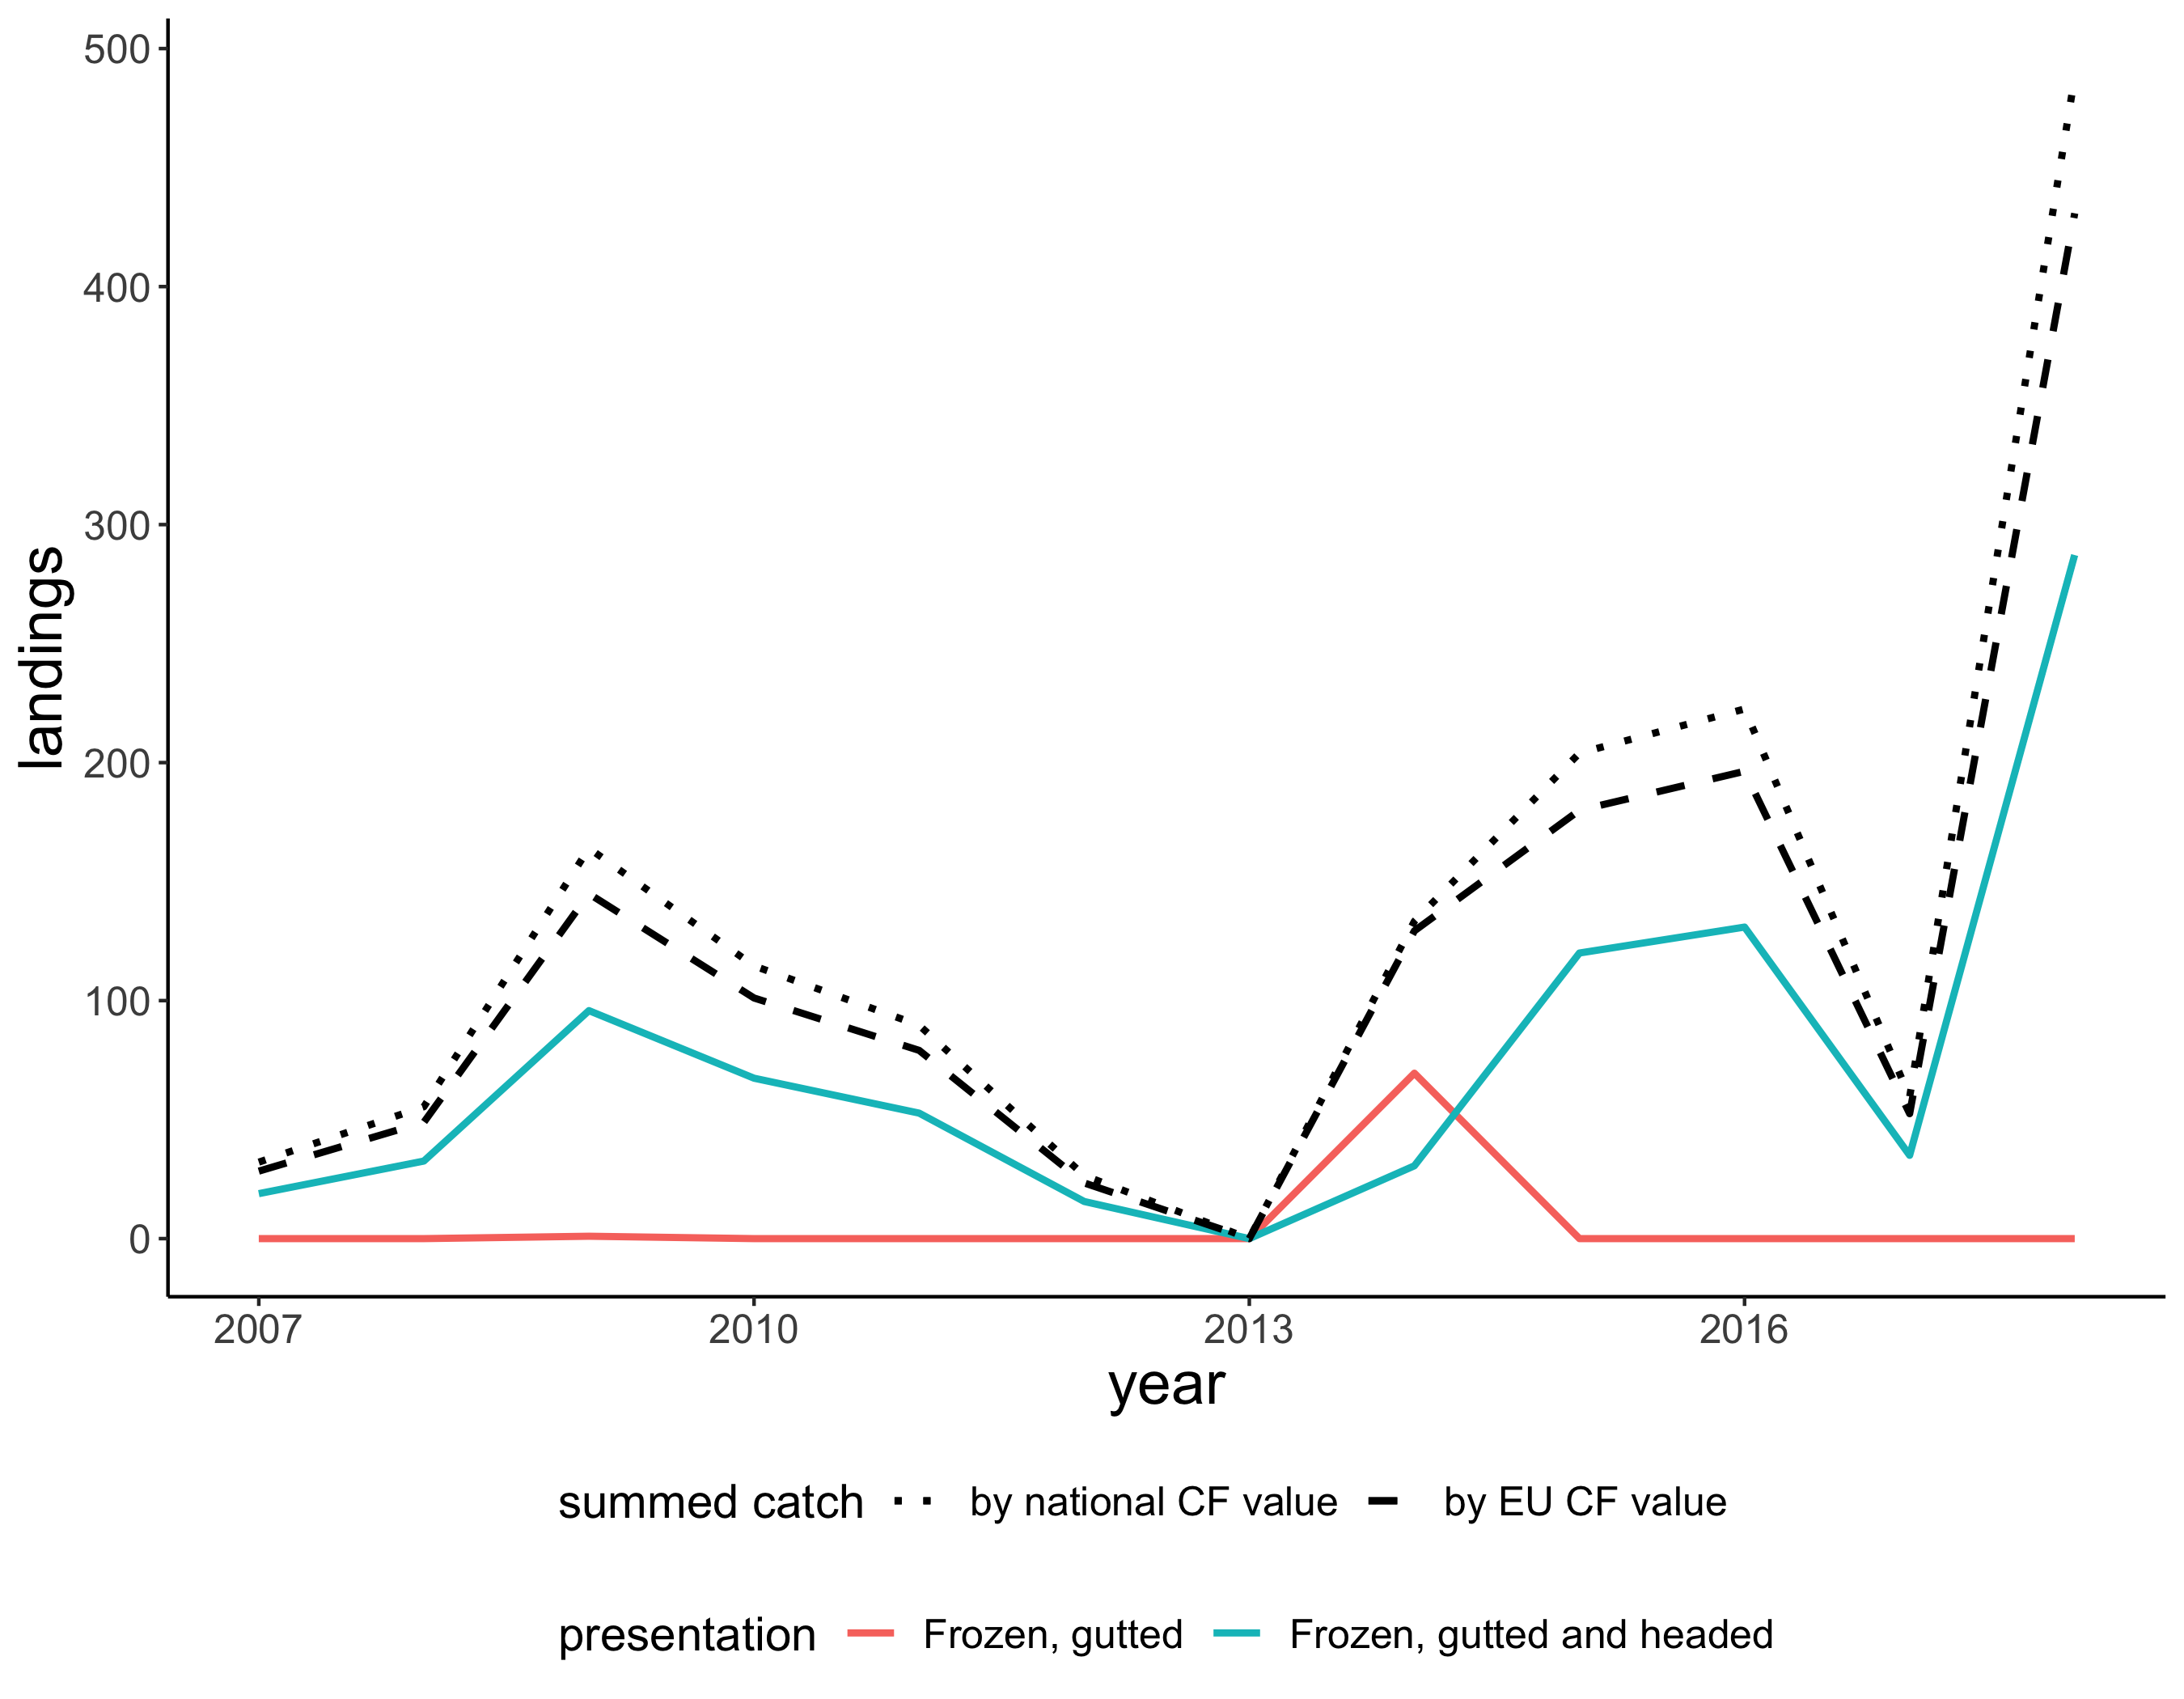 500
400
300
200
100
0
landings
2007 2010 2013 2016
year
summed catch by national CF value by EU CF value
presentation Frozen, gutted Frozen, gutted and headed